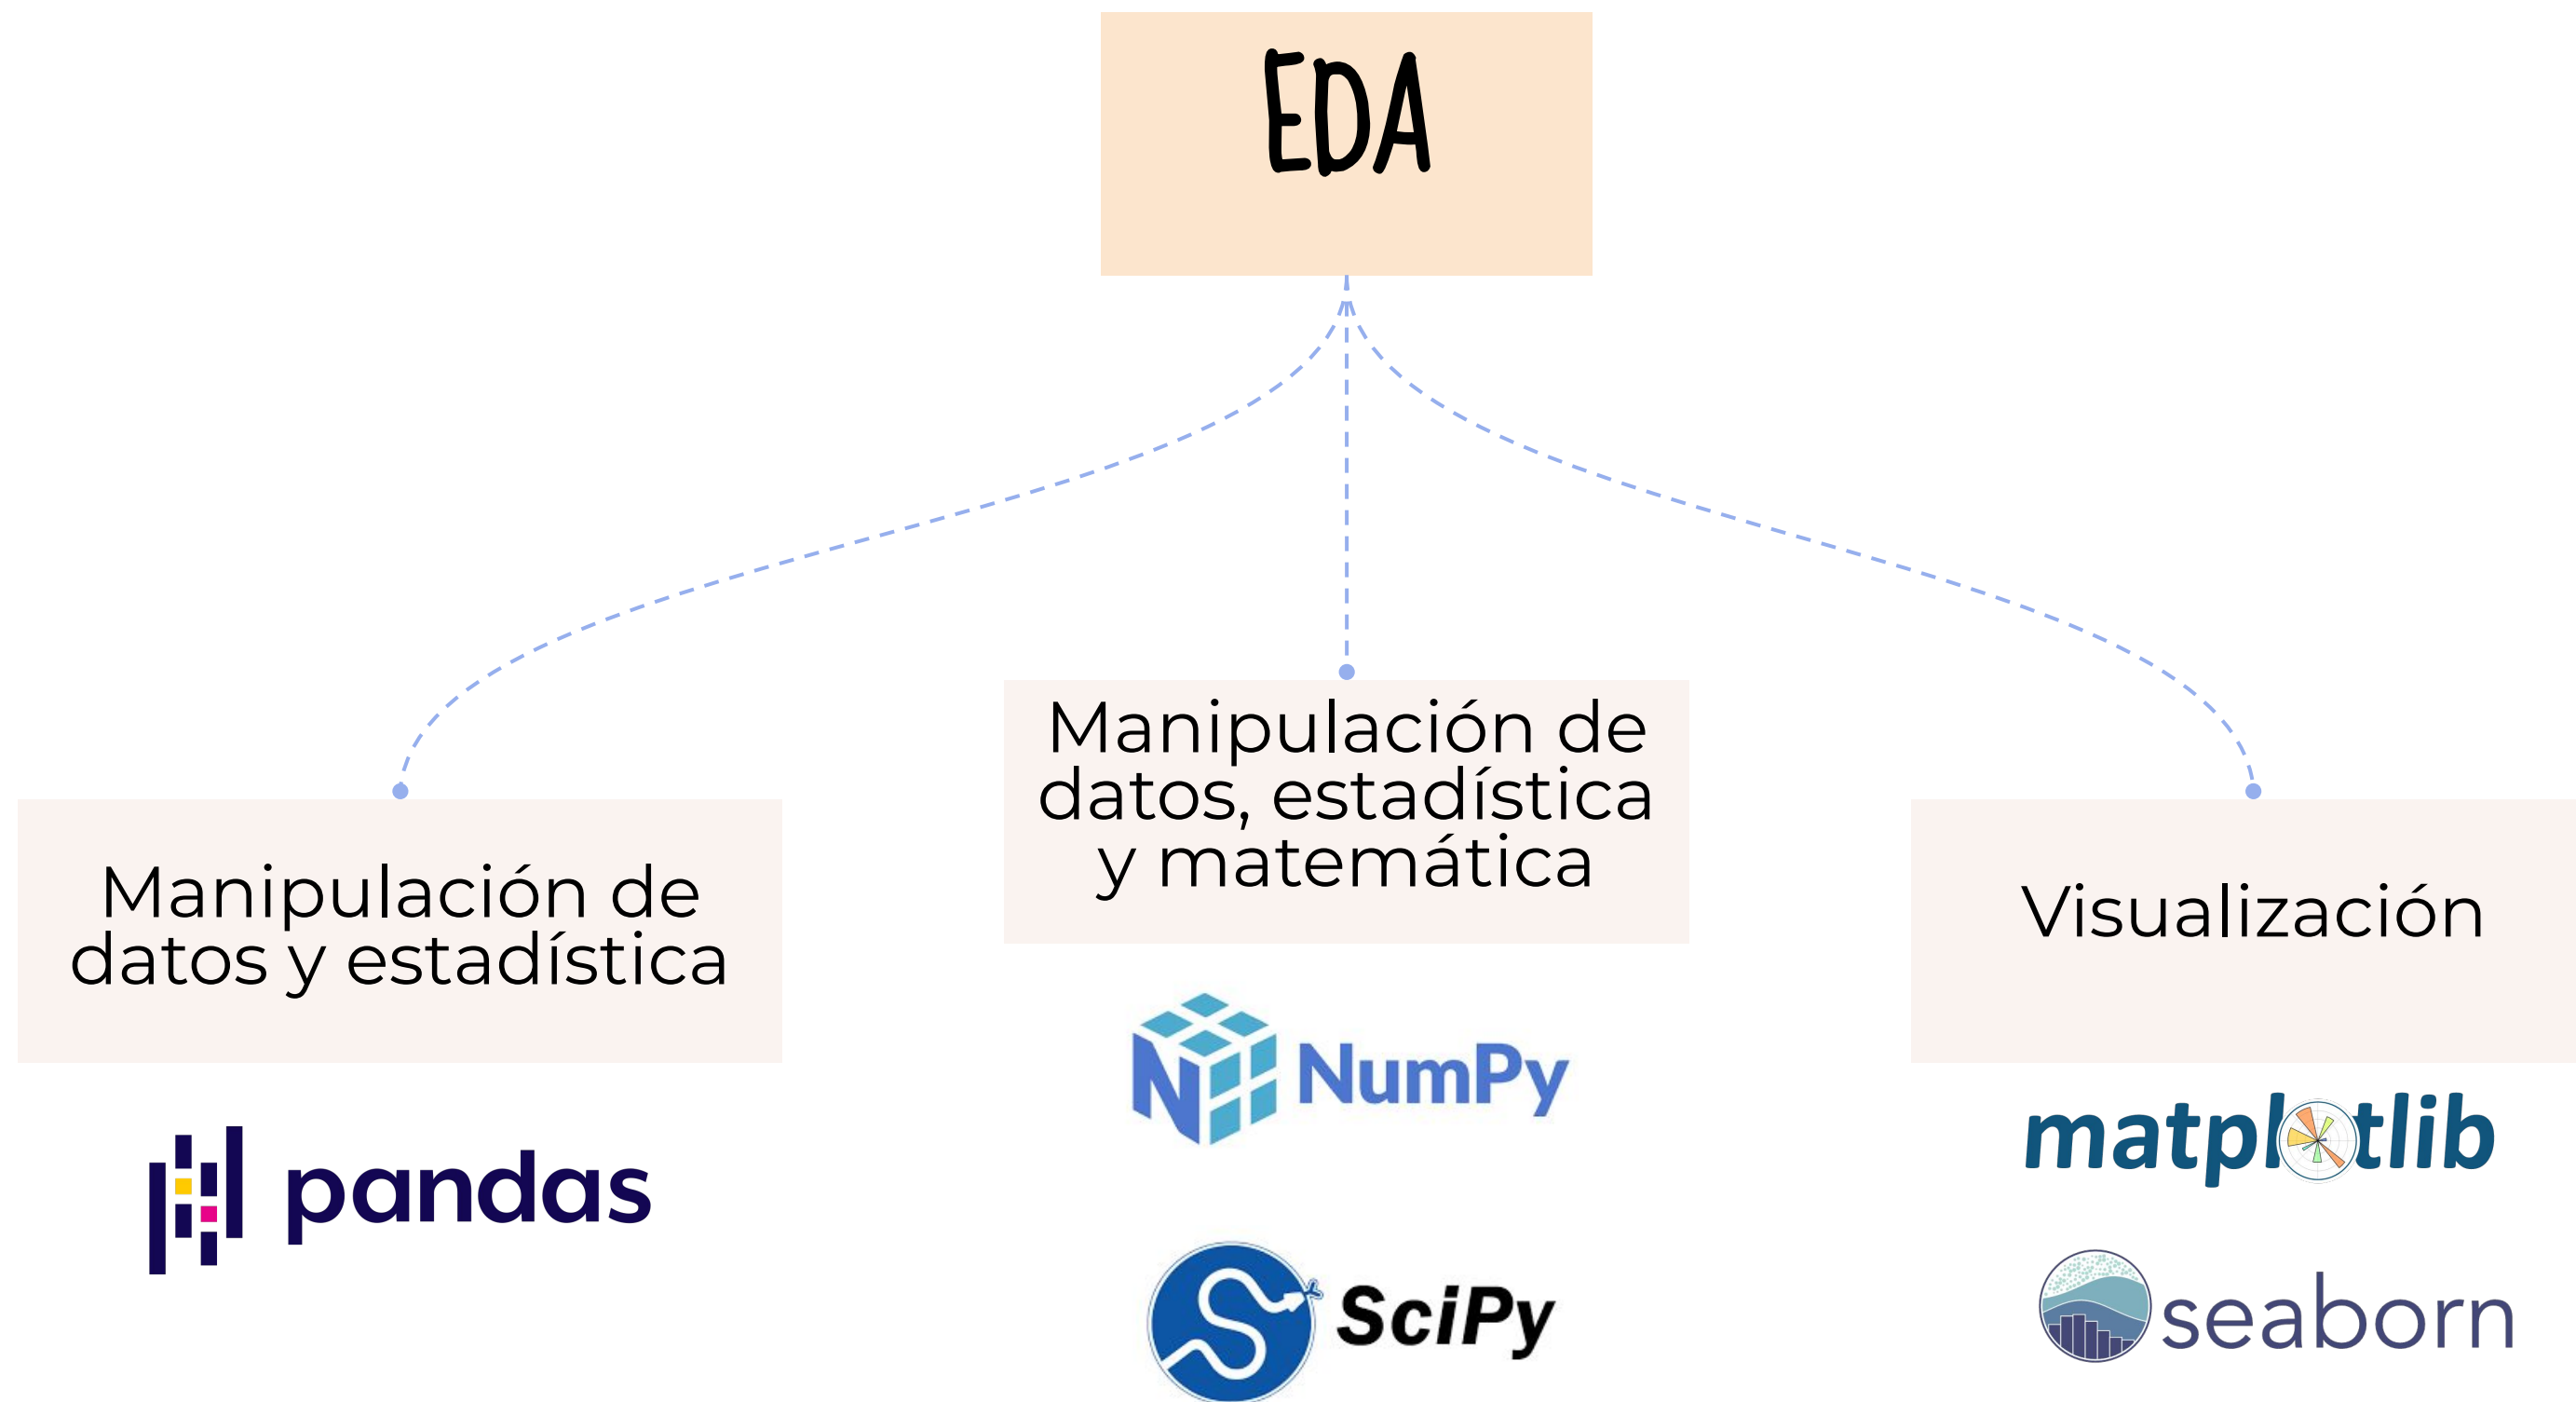 EDA
Manipulación de
datos y estadística
pandas
Manipulación de
datos, estadística
y matemática
NumPy
SciPy
Visualización
matplotlib
seaborn